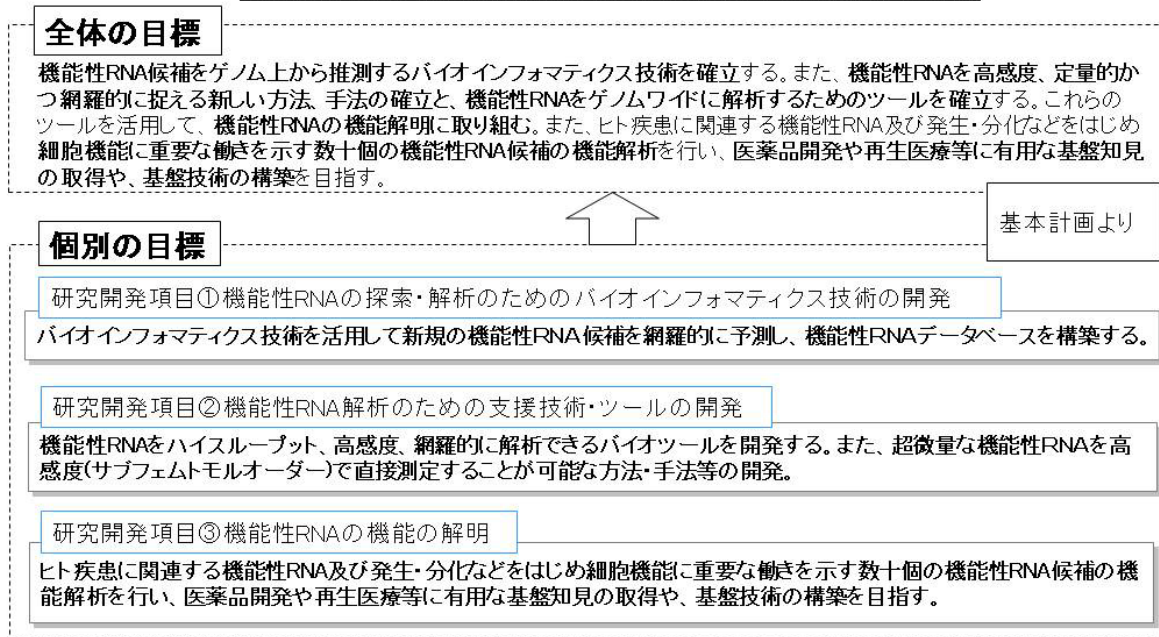 全体の目標
機能性RNA候補をゲノム上から推測するバイオインフォマティクス技術を確立する。また、機能性RNAを高感度、定量的か
つ網羅的に捉える新しい方法、手法の確立と、機能性RNAをゲノムワイドに解析するためのツールを確立する。これらの
ツールを活用して、機能性RNAの機能解明に取り組む。また、ヒト疾患に関連する機能性RNA及び発生・分化などをはじめ
細胞機能に重要な働きを示す数十個の機能性RNA候補の機能解析を行い、医薬品開発や再生医療等に有用な基盤知見
の取得や、基盤技術の構築を目指す。
基本計画より
個別の目標
研究開発項目①機能性RNAの探索・解析のためのバイオインフォマティクス技術の開発
バイオインフォマティクス技術を活用して新規の機能性RNA候補を網羅的に予測し、機能性RNAデータベースを構築する。
研究開発項目②機能性RNA解析のための支援技術・ツールの開発
機能性RNAをハイスループット、高感度、網羅的に解析できるバイオツールを開発する。また、超微量な機能性RNAを高
感度(サブフェムトモルオーダー)で直接測定することが可能な方法・手法等の開発。
研究開発項目③機能性RNAの機能の解明
ヒト疾患に関連する機能性RNA及び発生・分化などをはじめ細胞機能に重要な働きを示す数十個の機能性RNA候補の機
能解析を行い、医薬品開発や再生医療等に有用な基盤知見の取得や、基盤技術の構築を目指す。